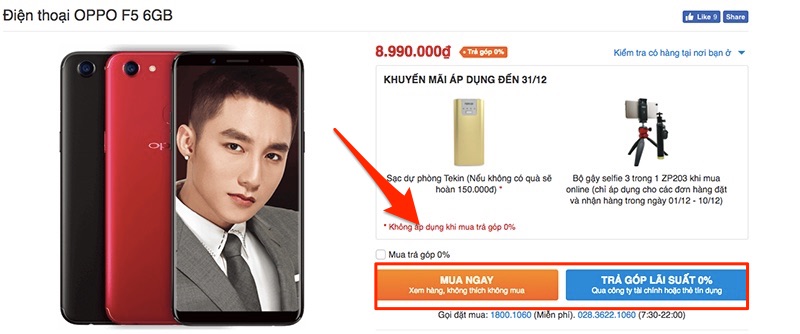 Điện thoại OPPO F5 6GB
Like 9 Share
8.990.000₫ Trả góp 0% Kiểm tra có hàng tại nơi bạn ở
KHUYẾN MÃI ÁP DỤNG ĐẾN 31/12
Sạc dự phòng Tekin (Nếu không có quà sẽ
hoàn 150.000đ) *
Bộ gậy selfie 3 trong 1 ZP203 khi mua
online (chỉ áp dụng cho các đơn hàng đặt
và nhận hàng trong ngày 01/12 - 10/12)
* Không áp dụng khi mua trả góp 0%
Mua trả góp 0%
MUA NGAY
Xem hàng, không thích không mua
TRẢ GÓP LÃI SUẤT 0%
Qua công ty tài chính hoặc thẻ tín dụng
Gọi đặt mua: 1800.1060 (Miễn phí). 028.3622.1060 (7:30-22:00)